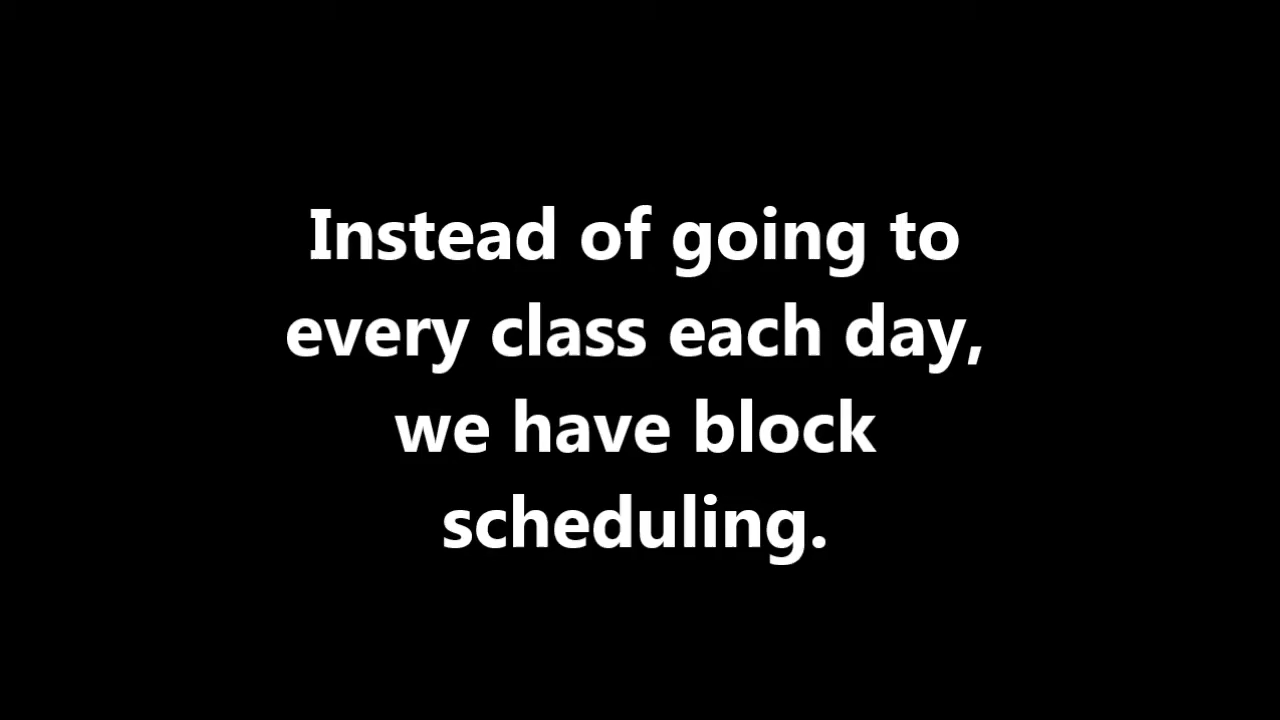 Instead of going to
every class each day,
we have block
scheduling.